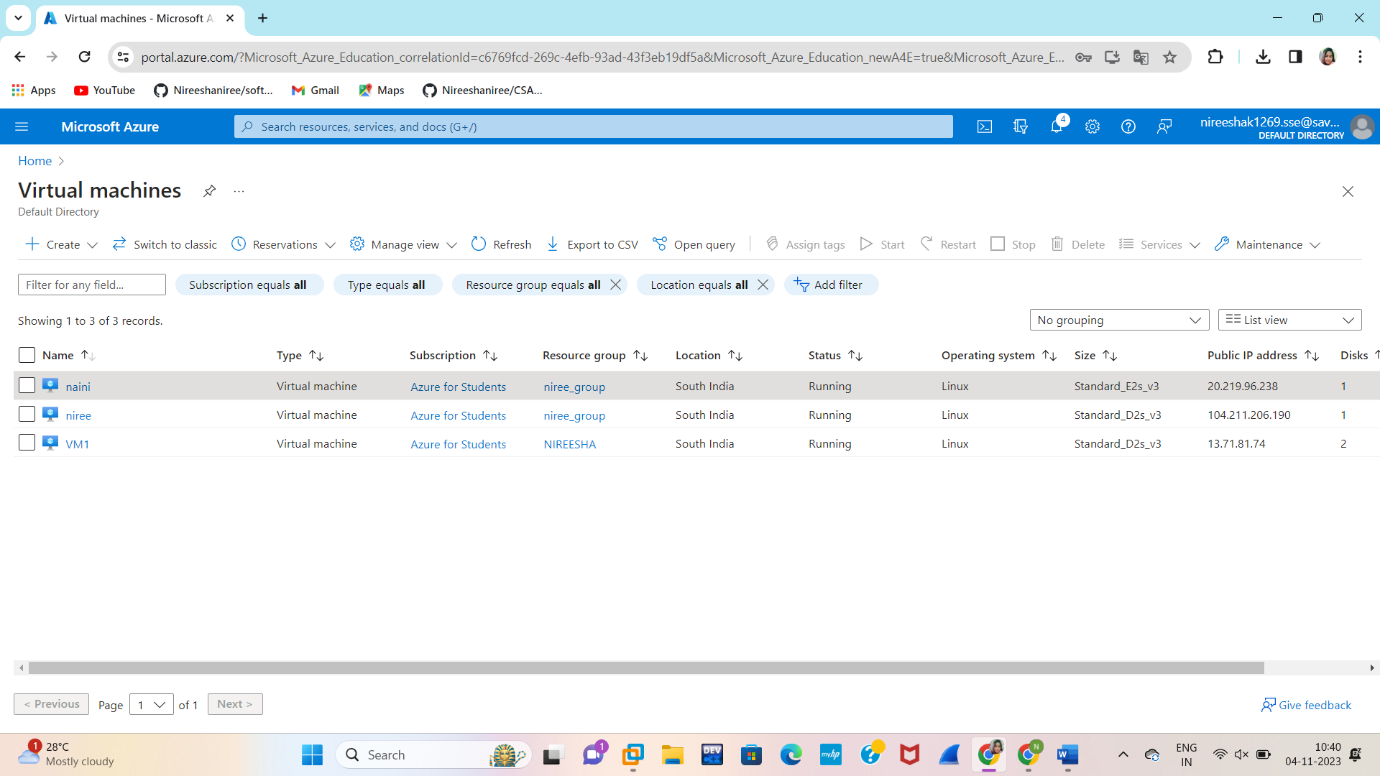 Virtual machines - Microsoft A
portal.azure.com/?Microsoft_Azure_Education_correlationId=c6769fcd-269c-4efb-93ad-43f3eb19df5a&Microsoft_Azure_Education_newA4E=true&Microsoft_Azure_E...
Apps YouTube Nireeshaniree/soft... Gmail Maps Nireeshaniree/CSA...
Microsoft Azure Search resources, services, and docs (G+/) 4 nireeshak1269.sse@sav...
DEFAULT DIRECTORY
Home >
Virtual machines ...
Default Directory
Create Switch to classic Reservations Manage view Refresh Export to CSV Open query Assign tags Start Restart Stop Delete Services Maintenance
Filter for any field... Subscription equals all Type equals all Resource group equals all Location equals all Add filter
Showing 1 to 3 of 3 records. No grouping List view
Name Type Subscription Resource group Location Status Operating system Size Public IP address Disks
naini Virtual machine Azure for Students niree_group South India Running Linux Standard_E2s_v3 20.219.96.238 1
niree Virtual machine Azure for Students niree_group South India Running Linux Standard_D2s_v3 104.211.206.190 1
VM1 Virtual machine Azure for Students NIREESHA South India Running Linux Standard_D2s_v3 13.71.81.74 2
< Previous Page 1 of 1 Next > Give feedback
1 28°C
Mostly cloudy
Search 1 DEV myhp N
ENG
IN
10:40
04-11-2023